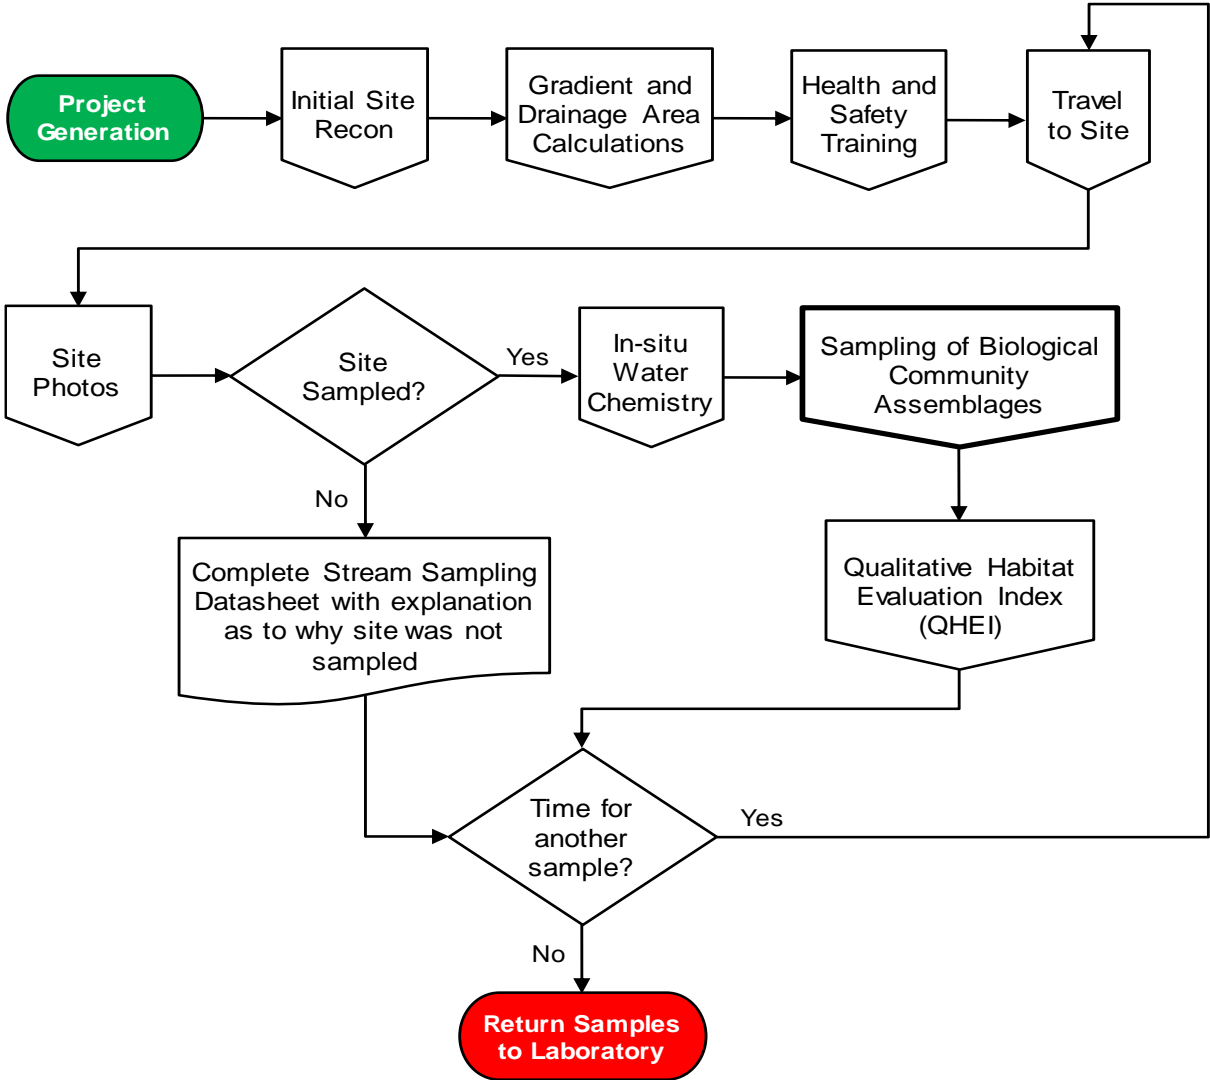 Project
Generation
Initial Site
Recon
Gradient and
Drainage Area
Calculations
Health and
Safety
Training
Travel
to Site
Site
Photos
Site
Sampled?
Yes
In-situ
Water
Chemistry
Sampling of Biological
Community
Assemblages
No
Complete Stream Sampling
Datasheet with explanation
as to why site was not
sampled
Qualitative Habitat
Evaluation Index
(QHEI)
Time for
another
sample?
Yes
No
Return Samples
to Laboratory